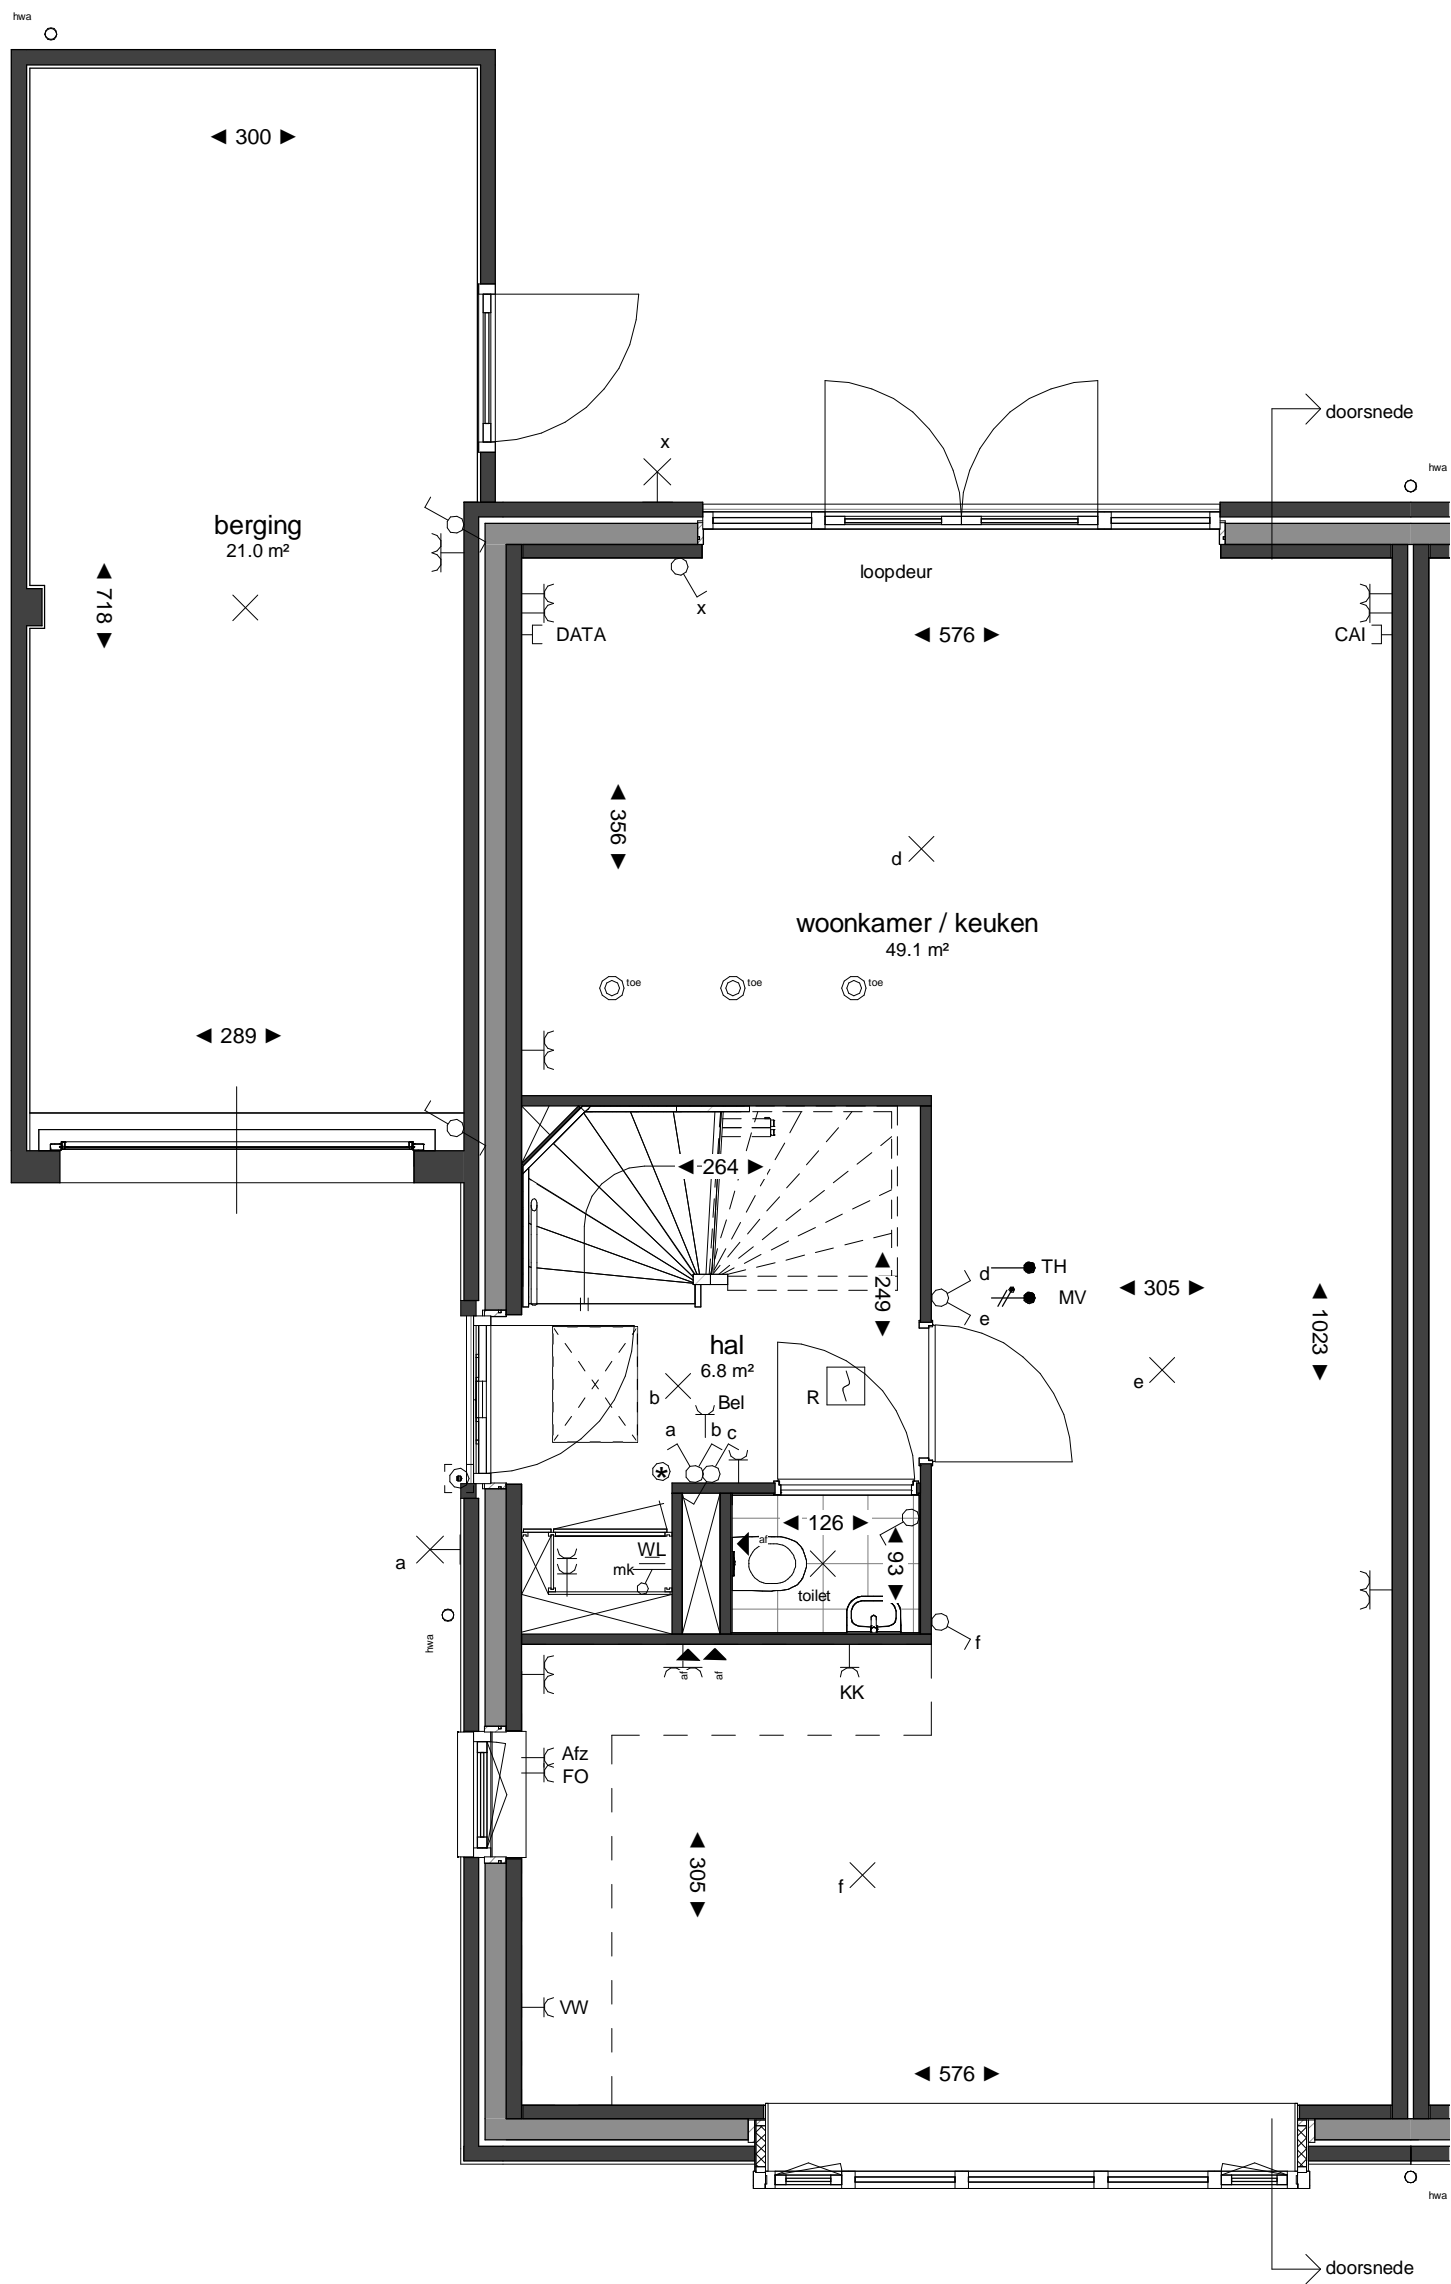 hwa
300
doorsnede
x
hwa
berging
21.0 m²
loopdeur
718
x
DATA
576
CAI
356
d
woonkamer / keuken
49.1 m²
toe
toe
toe
289
264
249
d
TH
e
MV
305
1023
hal
6.8 m²
e
b
R
Bel
a
b
c
126
af
93
WL
mk
a
toilet
hwa
f
af
af
KK
Afz
FO
305
f
VW
576
hwa
doorsnede